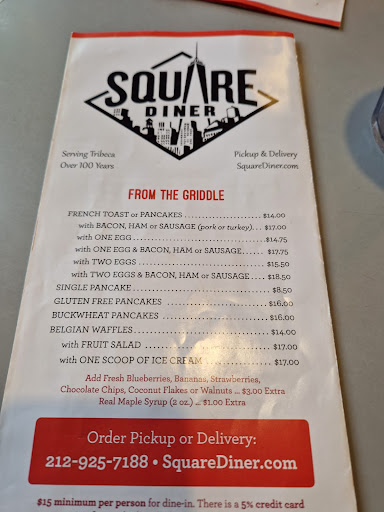 SQUARE
DINER
Serving Tribeca
Over 100 Years
Pickup & Delivery
SquareDiner.com
FROM THE GRIDDLE
FRENCH TOAST or PANCAKES ........................ $14.00
with BACON, HAM or SAUSAGE (pork or turkey)... $17.00
with ONE EGG ........................................ $14.75
with ONE EGG & BACON, HAM or SAUSAGE...... $17.75
with TWO EGGS ...................................... $15.50
with TWO EGGS & BACON, HAM or SAUSAGE .... $18.50
SINGLE PANCAKE ...................................... $8.50
GLUTEN FREE PANCAKES ............................ $16.00
BUCKWHEAT PANCAKES .............................. $16.00
BELGIAN WAFFLES .................................... $14.00
with FRUIT SALAD .................................... $17.00
with ONE SCOOP OF ICE CREAM .................... $17.00
Add Fresh Blueberries, Bananas, Strawberries,
Chocolate Chips, Coconut Flakes or Walnuts ... $3.00 Extra
Real Maple Syrup (2 oz.) ... $1.00 Extra
Order Pickup or Delivery:
212-925-7188 • SquareDiner.com
$15 minimum per person for dine-in. There is a 5% credit card